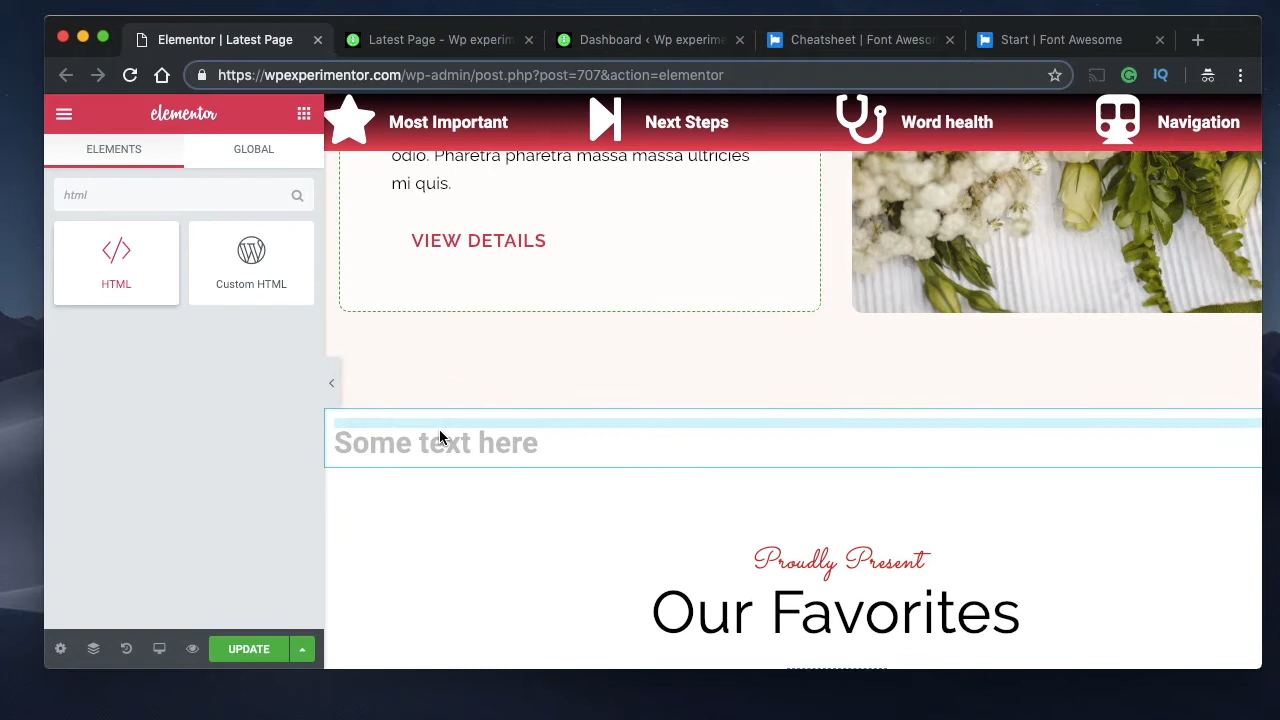 Elementor | Latest Page
Latest Page - Wp experim
Dashboard ‹ Wp experime
Cheatsheet | Font Aweso
Start | Font Awesome
https://wpexperimentor.com/wp-admin/post.php?post=707&action=elementor
IQ
elementor
ELEMENTS
GLOBAL
html
HTML
Custom HTML
UPDATE
Most Important
Next Steps
Word health
Navigation
odio. Pharetra pharetra massa massa ultricies
mi quis.
VIEW DETAILS
Some text here
Proudly Present
Our Favorites